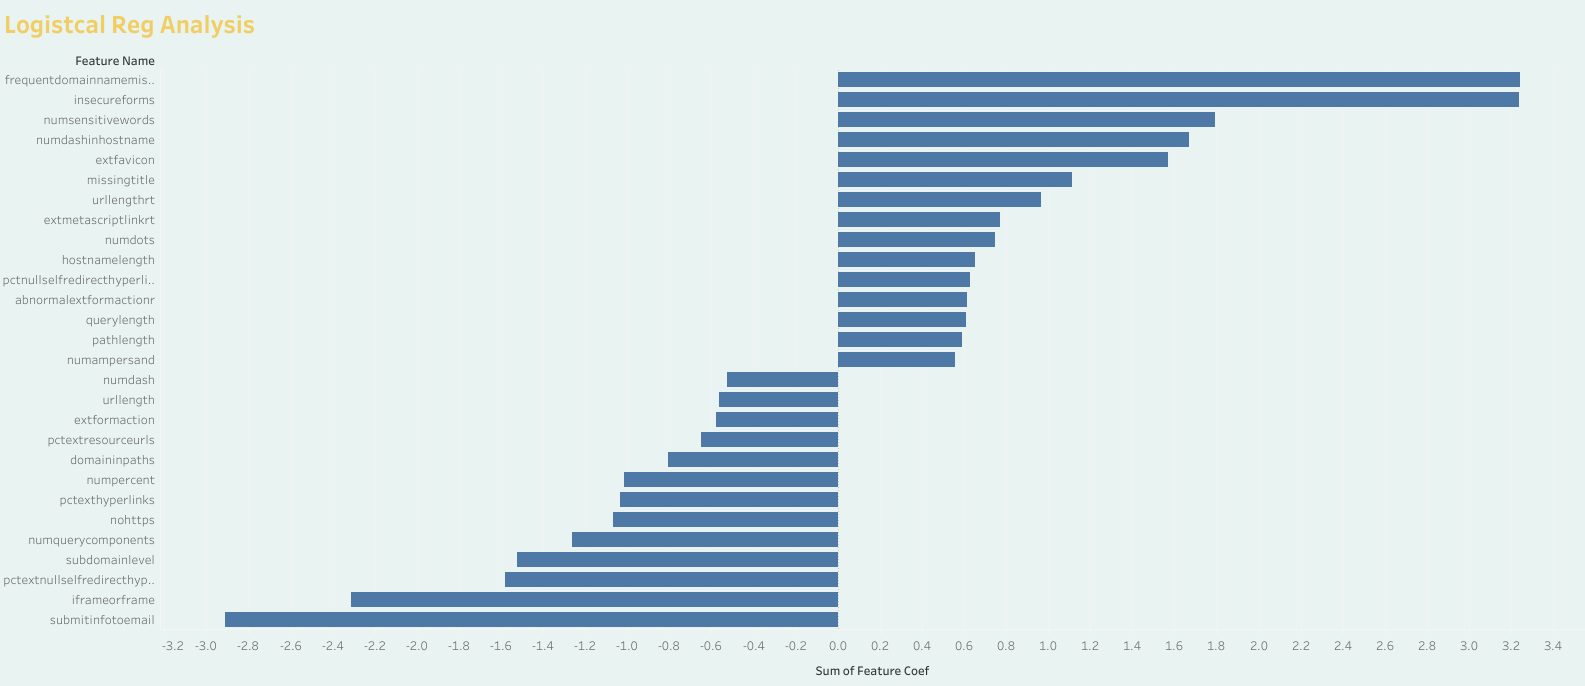 Logistcal Reg Analysis
Feature Name
frequentdomainnamemis..
insecureforms
numsensitivewords
numdashinhostname
extfavicon
missingtitle
urllengthrt
extmetascriptlinkrt
numdots
hostnamelength
pctnullselfredirecthyperli..
abnormalextformactionr
querylength
pathlength
numampersand
numdash
urllength
extformaction
pctextresourceurls
domaininpaths
numpercent
pctexthyperlinks
nohttps
numquerycomponents
subdomainlevel
pctextnullselfredirecthyp..
iframeorframe
submitinfotoemail
-3.2 -3.0 -2.8 -2.6 -2.4 -2.2 -2.0 -1.8 -1.6 -1.4 -1.2 -1.0 -0.8 -0.6 -0.4 -0.2 0.0 0.2 0.4 0.6 0.8 1.0 1.2 1.4 1.6 1.8 2.0 2.2 2.4 2.6 2.8 3.0 3.2 3.4
Sum of Feature Coef